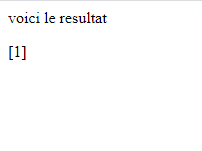 voici le resultat
[1]